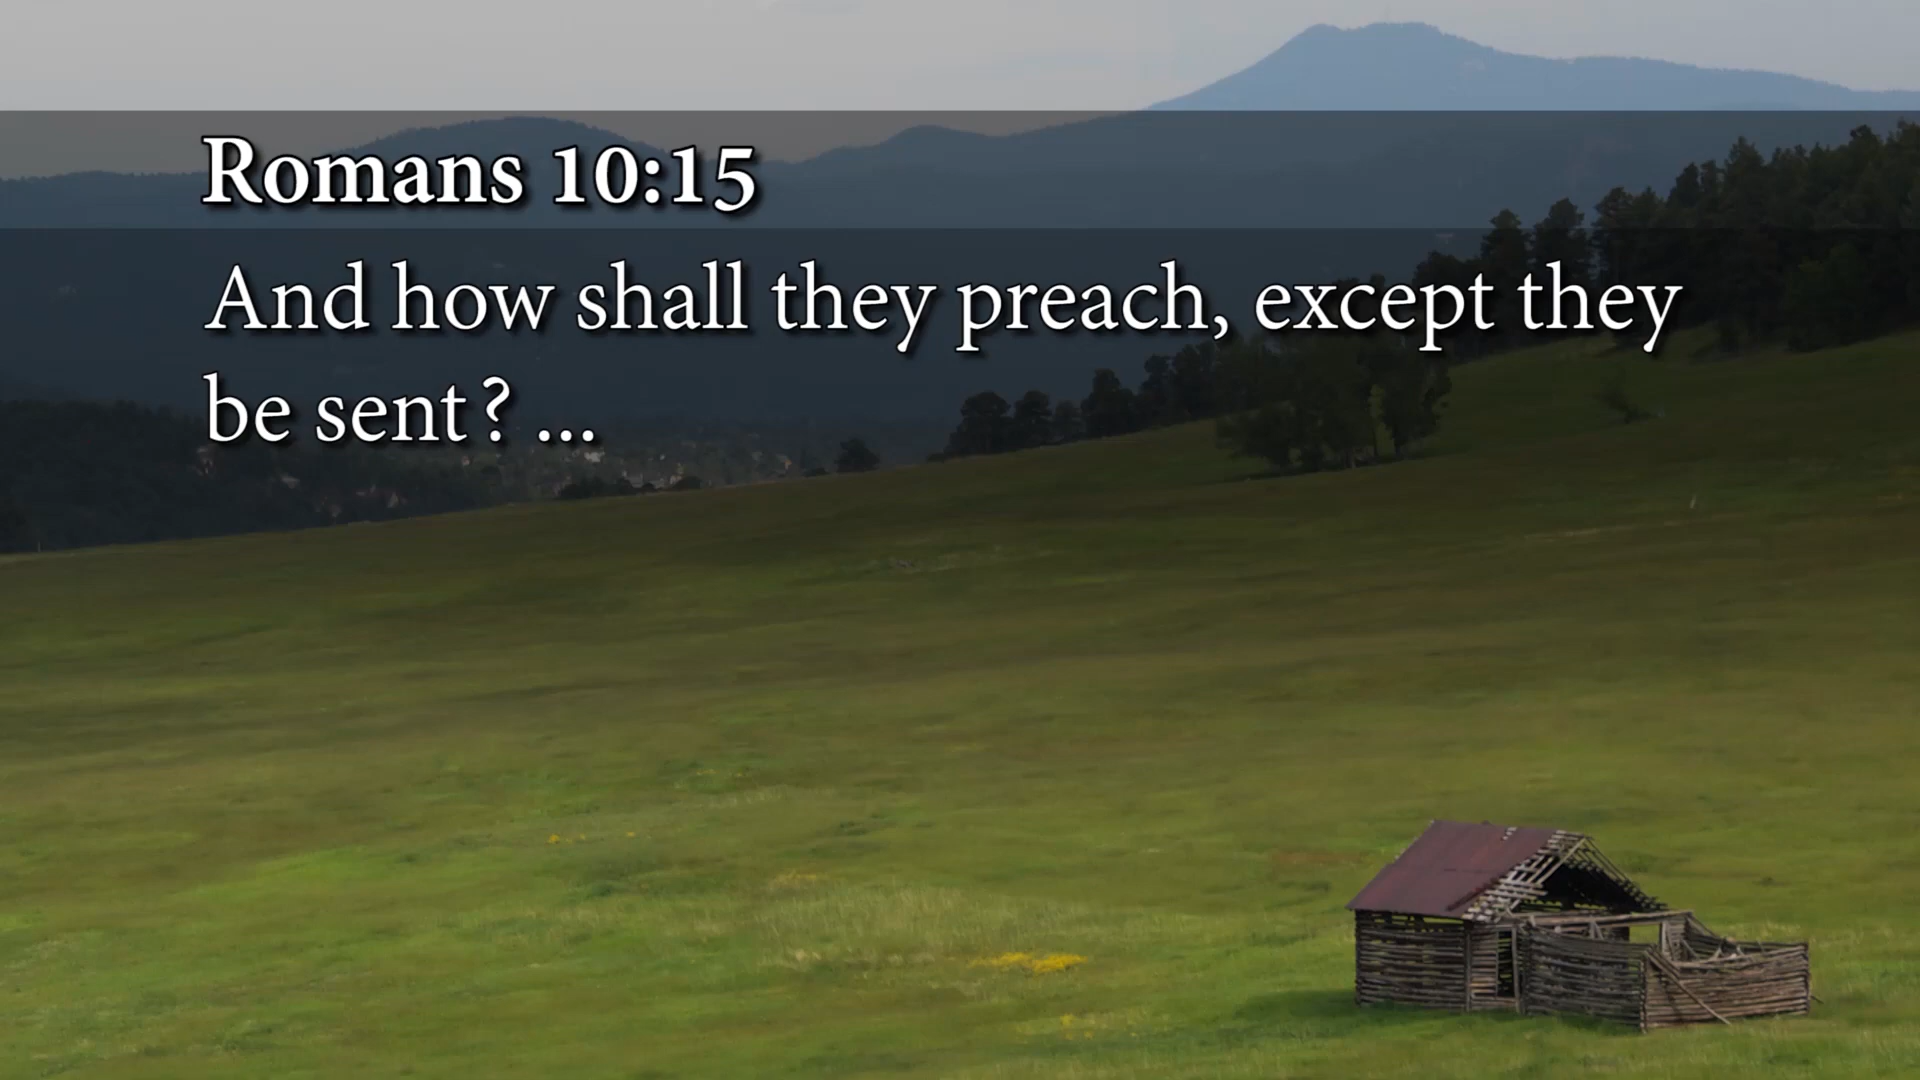 Romans 10:15
And how shall they preach, except they
be sent? ...